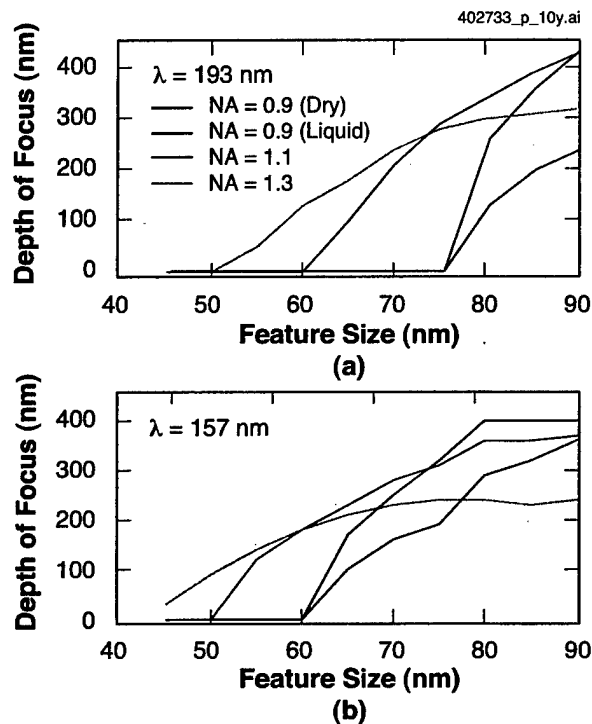 402733_p_10y.ai
Depth of Focus (nm)
400
300
200
100
0
λ = 193 nm
NA = 0.9 (Dry)
NA = 0.9 (Liquid)
NA = 1.1
NA = 1.3
40 50 60 70 80 90
Feature Size (nm)
(a)
Depth of Focus (nm)
400
300
200
100
0
λ = 157 nm
40 50 60 70 80 90
Feature Size (nm)
(b)